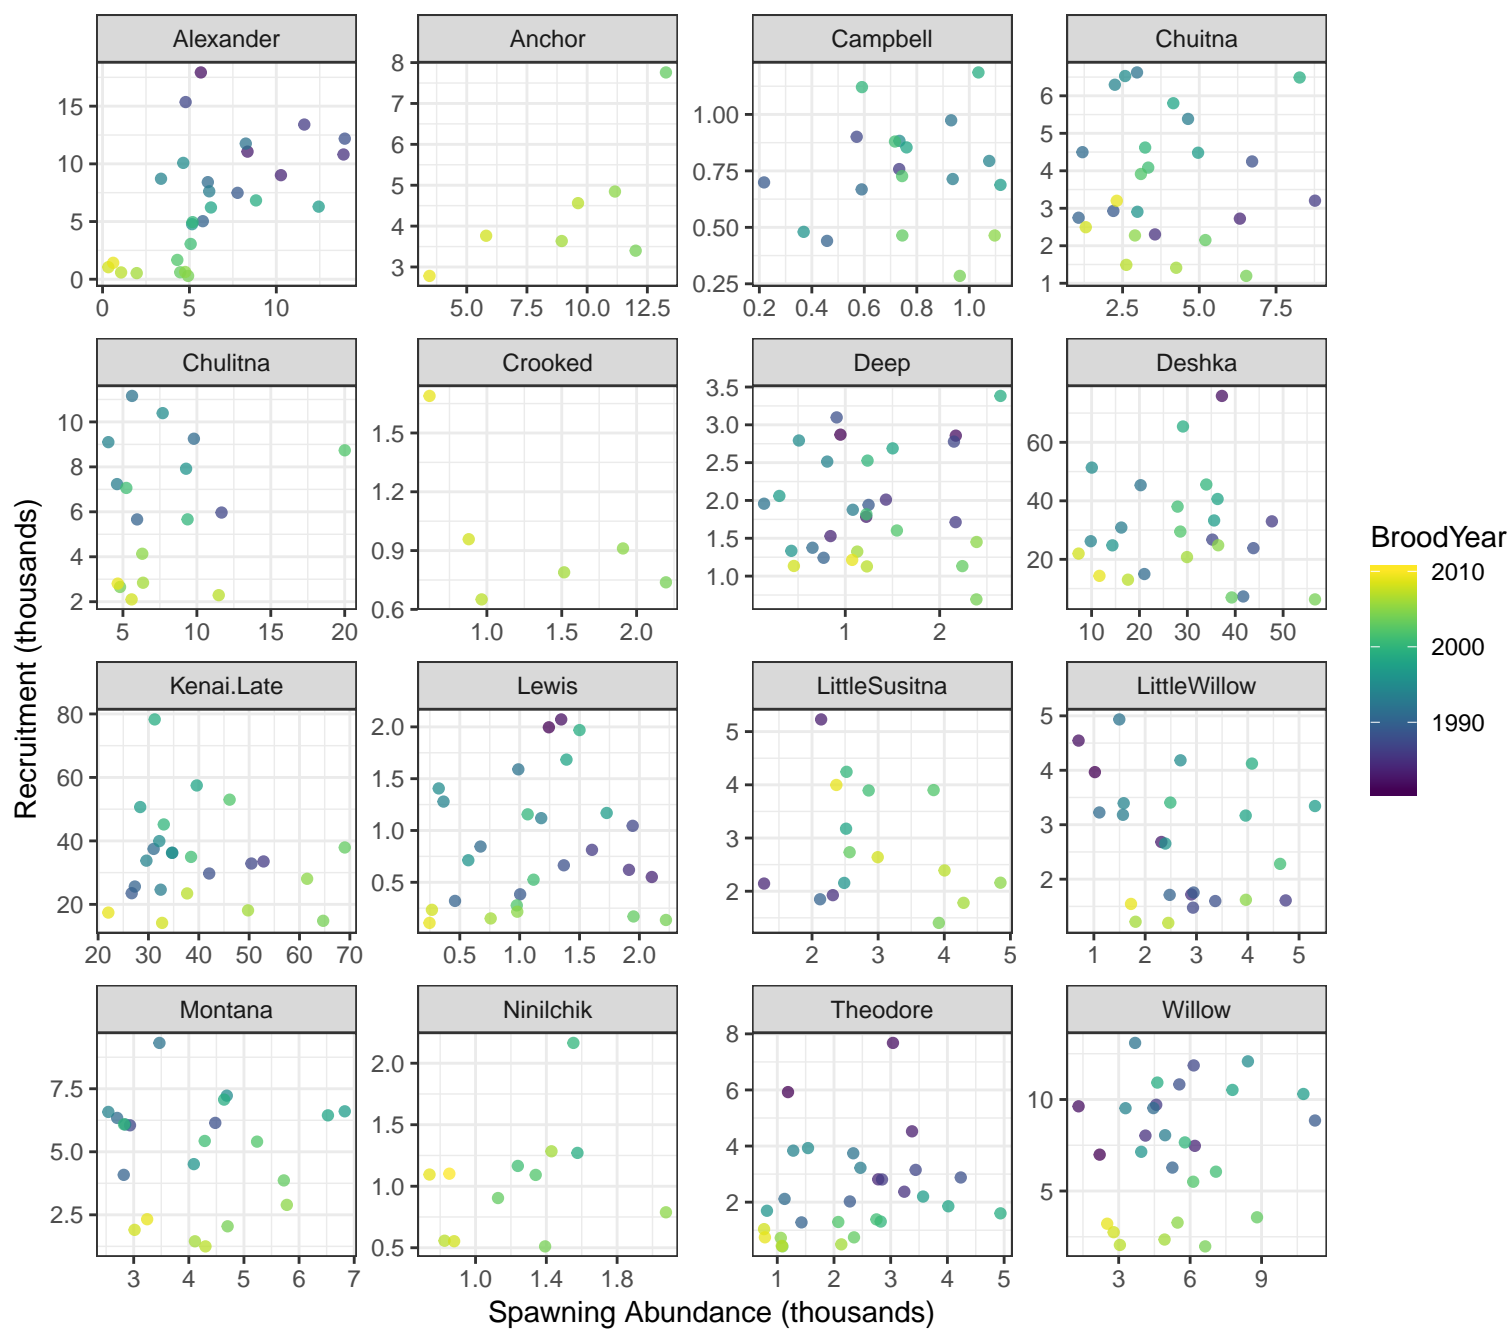 Alexander Anchor Campbell Chuitna
15 10 5 0
0 5 10
8 7 6 5 4 3
5.0 7.5 10.0 12.5
1.00 0.75 0.50 0.25
0.2 0.4 0.6 0.8 1.0
6 5 4 3 2 1
2.5 5.0 7.5
Chulitna Crooked Deep Deshka
10 8 6 4 2
5 10 15 20
1.5 1.2 0.9 0.6
1.0 1.5 2.0
3.5 3.0 2.5 2.0 1.5 1.0
1 2
60 40 20
10 20 30 40 50
Kenai.Late Lewis LittleSusitna LittleWillow
80 60 40 20
20 30 40 50 60 70
2.0 1.5 1.0 0.5
0.5 1.0 1.5 2.0
5 4 3 2
2 3 4 5
5 4 3 2
1 2 3 4 5
Montana Ninilchik Theodore Willow
7.5 5.0 2.5
3 4 5 6 7
2.0 1.5 1.0 0.5
1.0 1.4 1.8
8 6 4 2
1 2 3 4 5
10 5
3 6 9
Recruitment (thousands)
Spawning Abundance (thousands)
BroodYear
2010
2000
1990